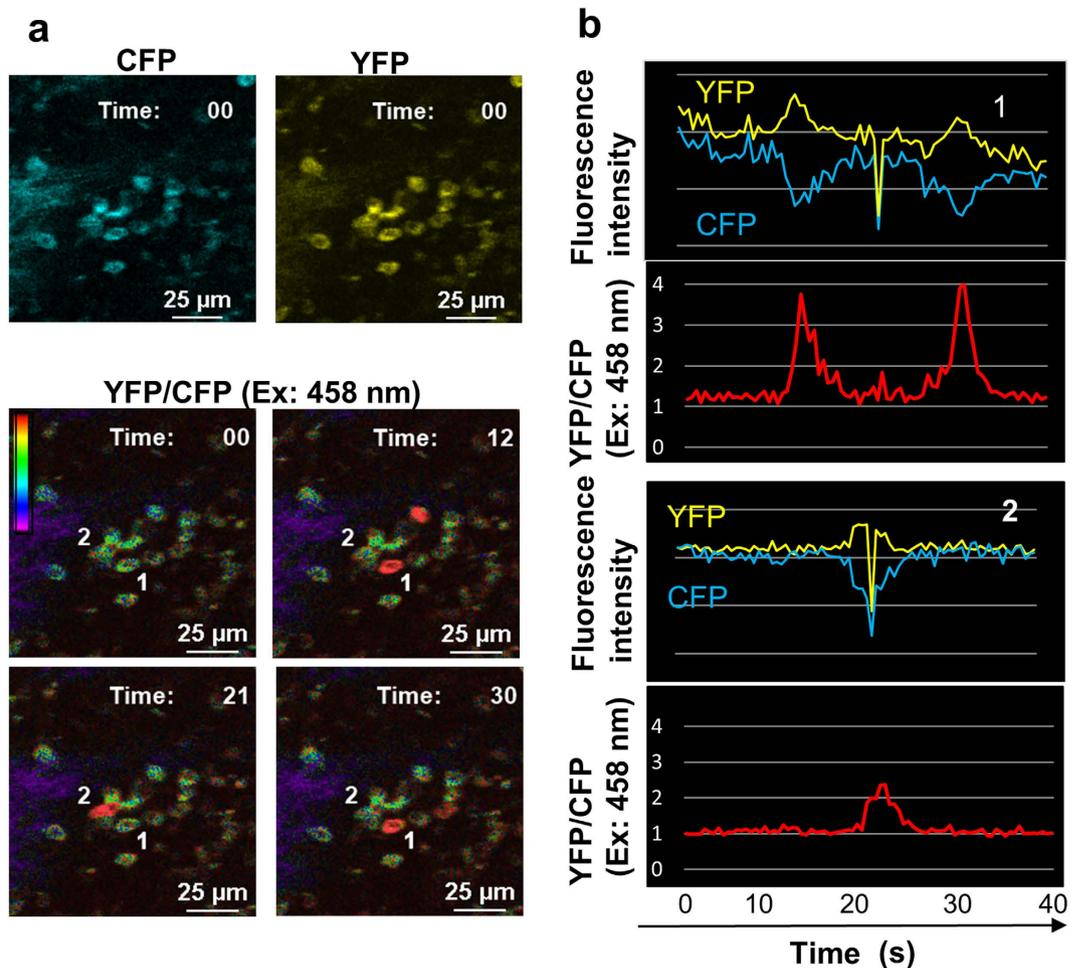 a
CFP
YFP
Time: 00
Time: 00
25 µm
25 µm
YFP/CFP (Ex: 458 nm)
Time: 00
2
1
25 µm
Time: 12
2
1
25 µm
Time: 21
2
1
25 µm
Time: 30
2
1
25 µm
b
Fluorescence
intensity
YFP
1
CFP
YFP/CFP
(Ex: 458 nm)
4
3
2
1
0
Fluorescence
intensity
YFP
2
CFP
YFP/CFP
(Ex: 458 nm)
4
3
2
1
0
0 10 20 30 40
Time (s)